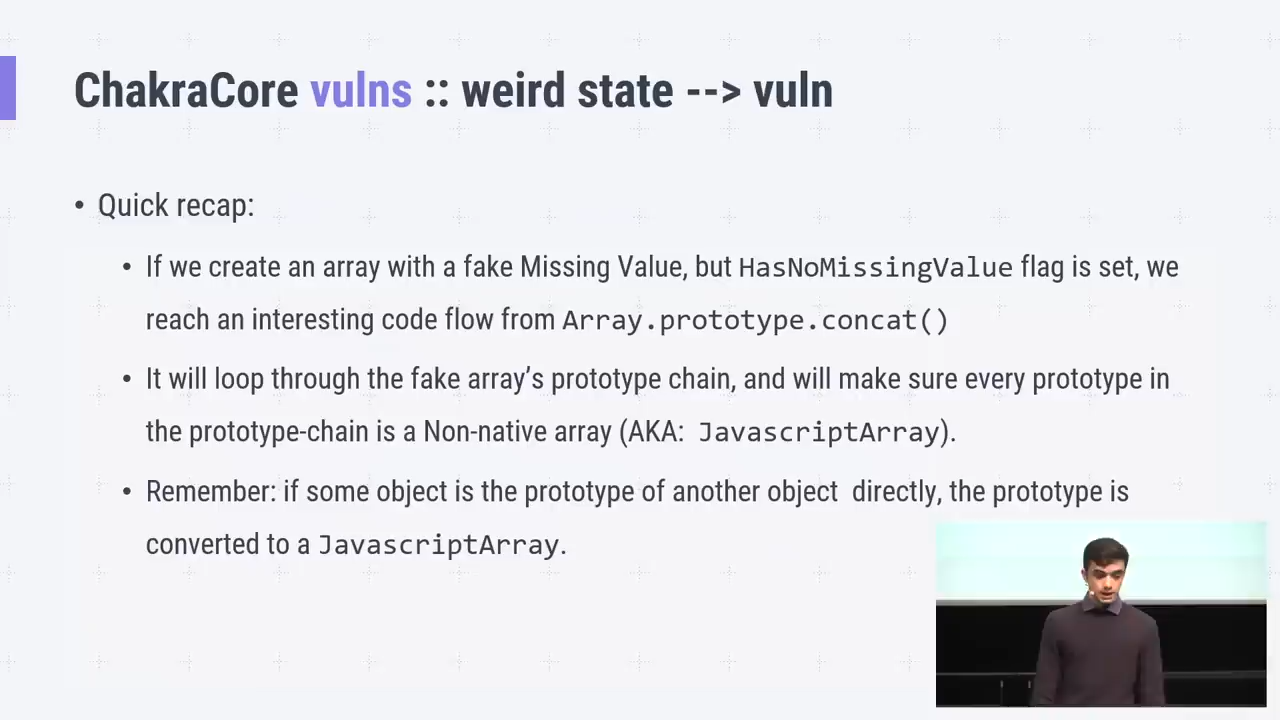 ChakraCore vulns :: weird state --> vuln
• Quick recap:
• If we create an array with a fake Missing Value, but HasNoMissingValue flag is set, we
reach an interesting code flow from Array.prototype.concat()
• It will loop through the fake array’s prototype chain, and will make sure every prototype in
the prototype-chain is a Non-native array (AKA: JavascriptArray).
• Remember: if some object is the prototype of another object directly, the prototype is
converted to a JavascriptArray.